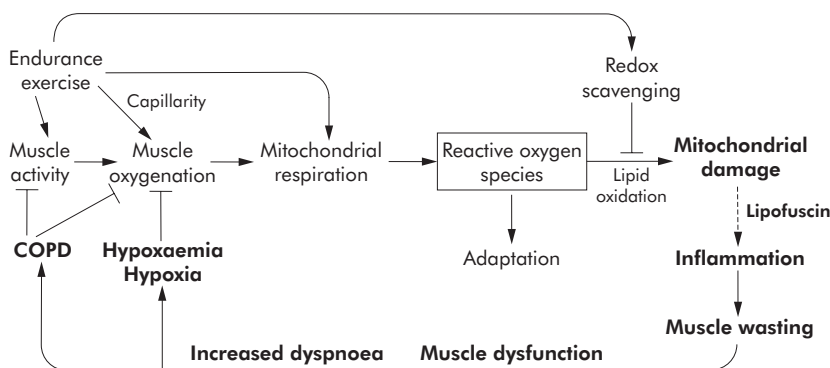 Endurance
exercise
Capillarity
Redox
scavenging
Muscle
activity
Muscle
oxygenation
Mitochondrial
respiration
Reactive oxygen
species
Lipid
oxidation
Mitochondrial
damage
Lipofuscin
COPD
Hypoxaemia
Hypoxia
Adaptation
Inflammation
Muscle wasting
Increased dyspnoea
Muscle dysfunction